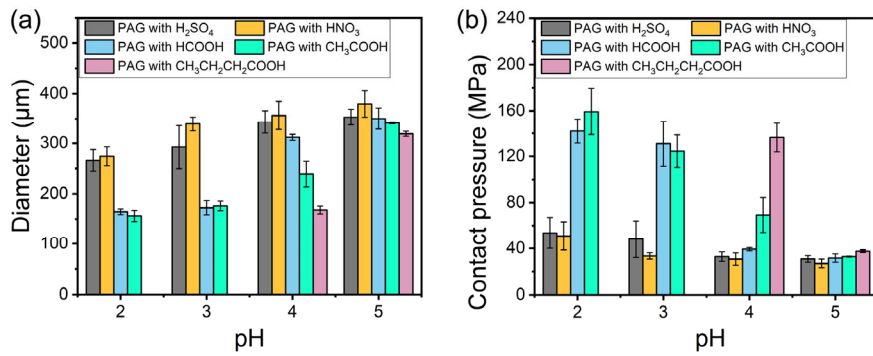 (a)
PAG with H₂SO₄ PAG with HNO₃
PAG with HCOOH PAG with CH₃COOH
PAG with CH₃CH₂CH₂COOH
Diameter (μm)
550
500
400
300
200
100
0
2 3 4 5
pH
(b)
PAG with H₂SO₄ PAG with HNO₃
PAG with HCOOH PAG with CH₃COOH
PAG with CH₃CH₂CH₂COOH
Contact pressure (MPa)
240
200
160
120
80
40
0
2 3 4 5
pH